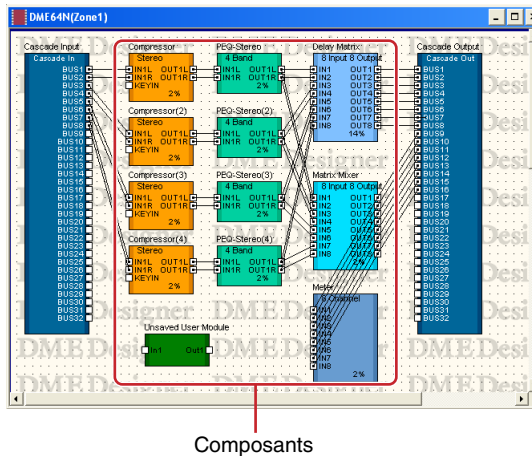 DME64N(Zone1)
Cascade Input
Cascade In
BUS1
BUS2
BUS3
BUS4
BUS5
BUS6
BUS7
BUS8
BUS9
BUS10
BUS11
BUS12
BUS13
BUS14
BUS15
BUS16
BUS17
BUS18
BUS19
BUS20
BUS21
BUS22
BUS23
BUS24
BUS25
BUS26
BUS27
BUS28
BUS29
BUS30
BUS31
BUS32
Compressor
Stereo
IN1L OUT1L
IN1R OUT1R
KEYIN
2%
Compressor(2)
Stereo
IN1L OUT1L
IN1R OUT1R
KEYIN
2%
Compressor(3)
Stereo
IN1L OUT1L
IN1R OUT1R
KEYIN
2%
Compressor(4)
Stereo
IN1L OUT1L
IN1R OUT1R
KEYIN
2%
Unsaved User Module
In1 Out1
PEQ-Stereo
4 Band
IN1L OUT1L
IN1R OUT1R
2%
PEQ-Stereo(2)
4 Band
IN1L OUT1L
IN1R OUT1R
2%
PEQ-Stereo(3)
4 Band
IN1L OUT1L
IN1R OUT1R
2%
PEQ-Stereo(4)
4 Band
IN1L OUT1L
IN1R OUT1R
2%
Delay Matrix
8 Input 8 Output
IN1 OUT1
IN2 OUT2
IN3 OUT3
IN4 OUT4
IN5 OUT5
IN6 OUT6
IN7 OUT7
IN8 OUT8
14%
Matrix Mixer
8 Input 8 Output
IN1 OUT1
IN2 OUT2
IN3 OUT3
IN4 OUT4
IN5 OUT5
IN6 OUT6
IN7 OUT7
IN8 OUT8
2%
Meter
8 Channel
IN1
IN2
IN3
IN4
IN5
IN6
IN7
IN8
2%
Cascade Output
Cascade Out
BUS1
BUS2
BUS3
BUS4
BUS5
BUS6
BUS7
BUS8
BUS9
BUS10
BUS11
BUS12
BUS13
BUS14
BUS15
BUS16
BUS17
BUS18
BUS19
BUS20
BUS21
BUS22
BUS23
BUS24
BUS25
BUS26
BUS27
BUS28
BUS29
BUS30
BUS31
BUS32
DME Designer
Composants